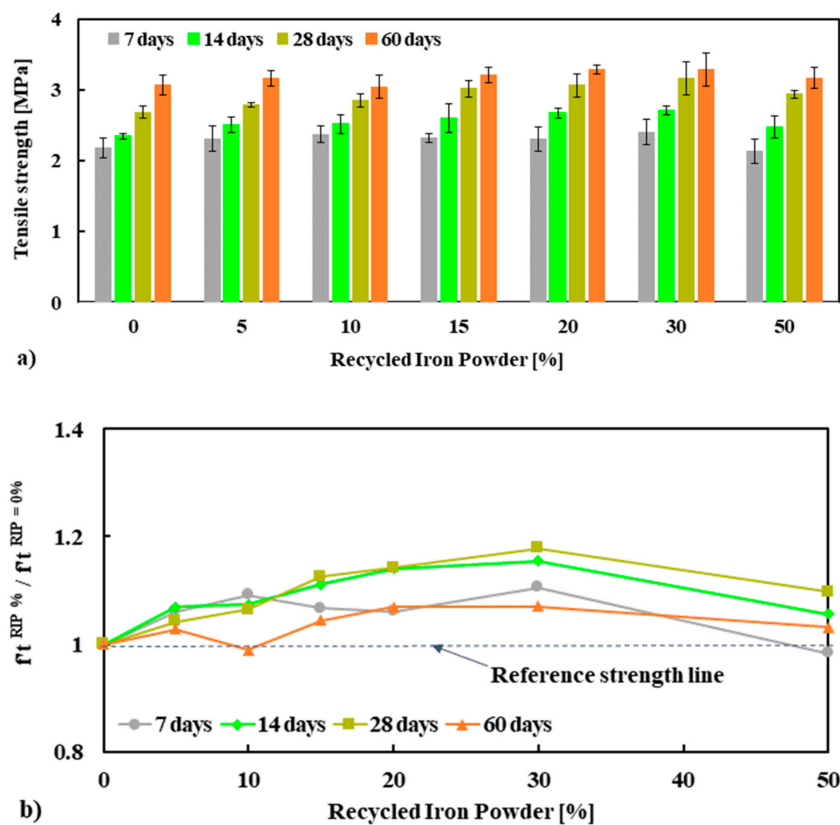 4
3
2
1
0
Tensile strength [MPa]
7 days 14 days 28 days 60 days
0 5 10 15 20 30 50
Recycled Iron Powder [%]
a)
1.4
1.2
1
0.8
f't RIP % / f't RIP = 0%
Reference strength line
7 days 14 days 28 days 60 days
0 10 20 30 40 50
Recycled Iron Powder [%]
b)